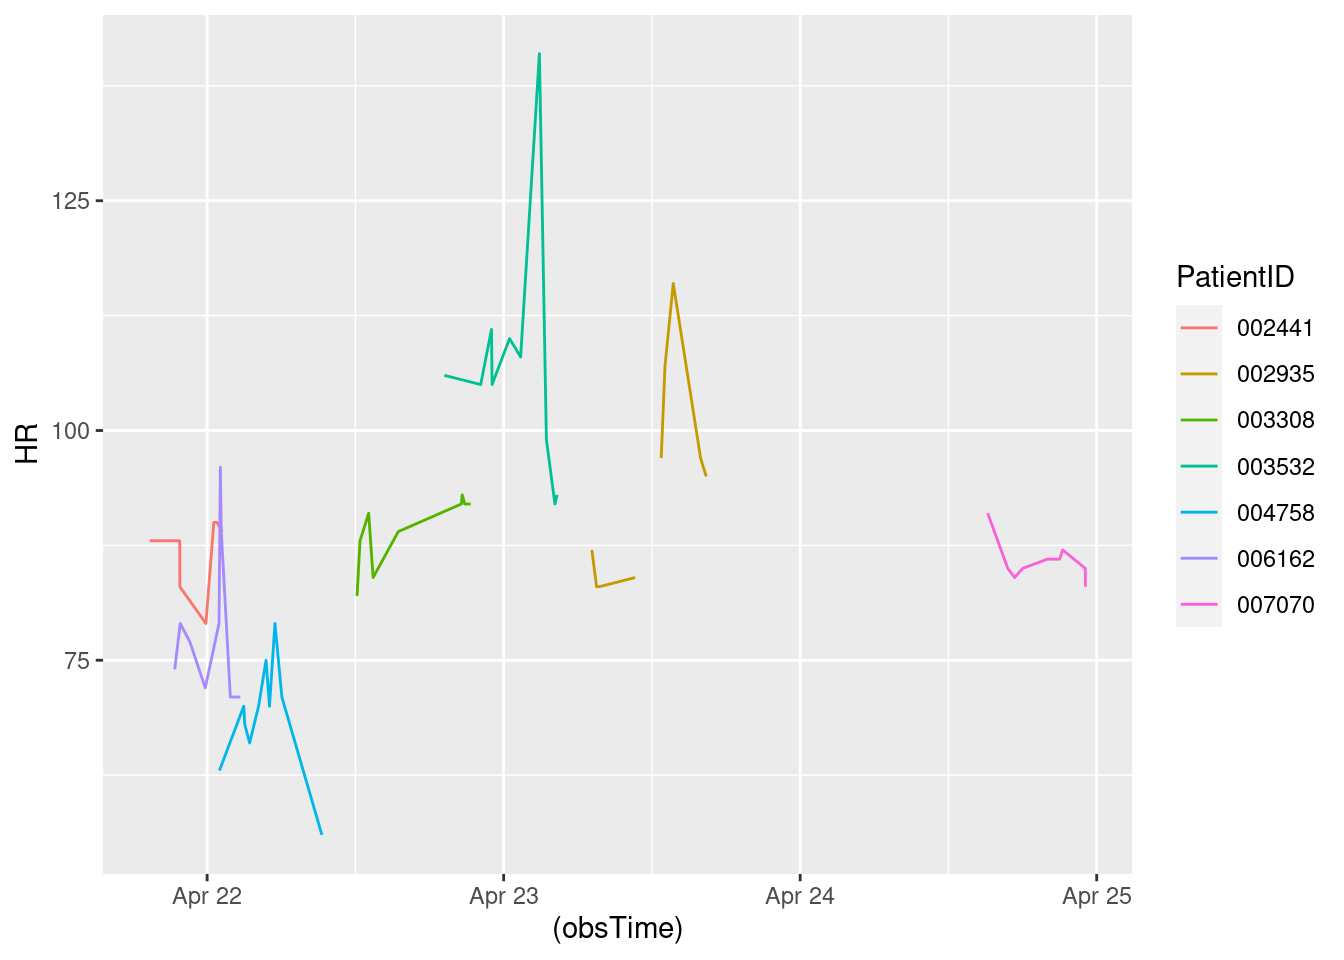 125
100
75
HR
Apr 22
Apr 23
Apr 24
Apr 25
(obsTime)
PatientID
002441
002935
003308
003532
004758
006162
007070